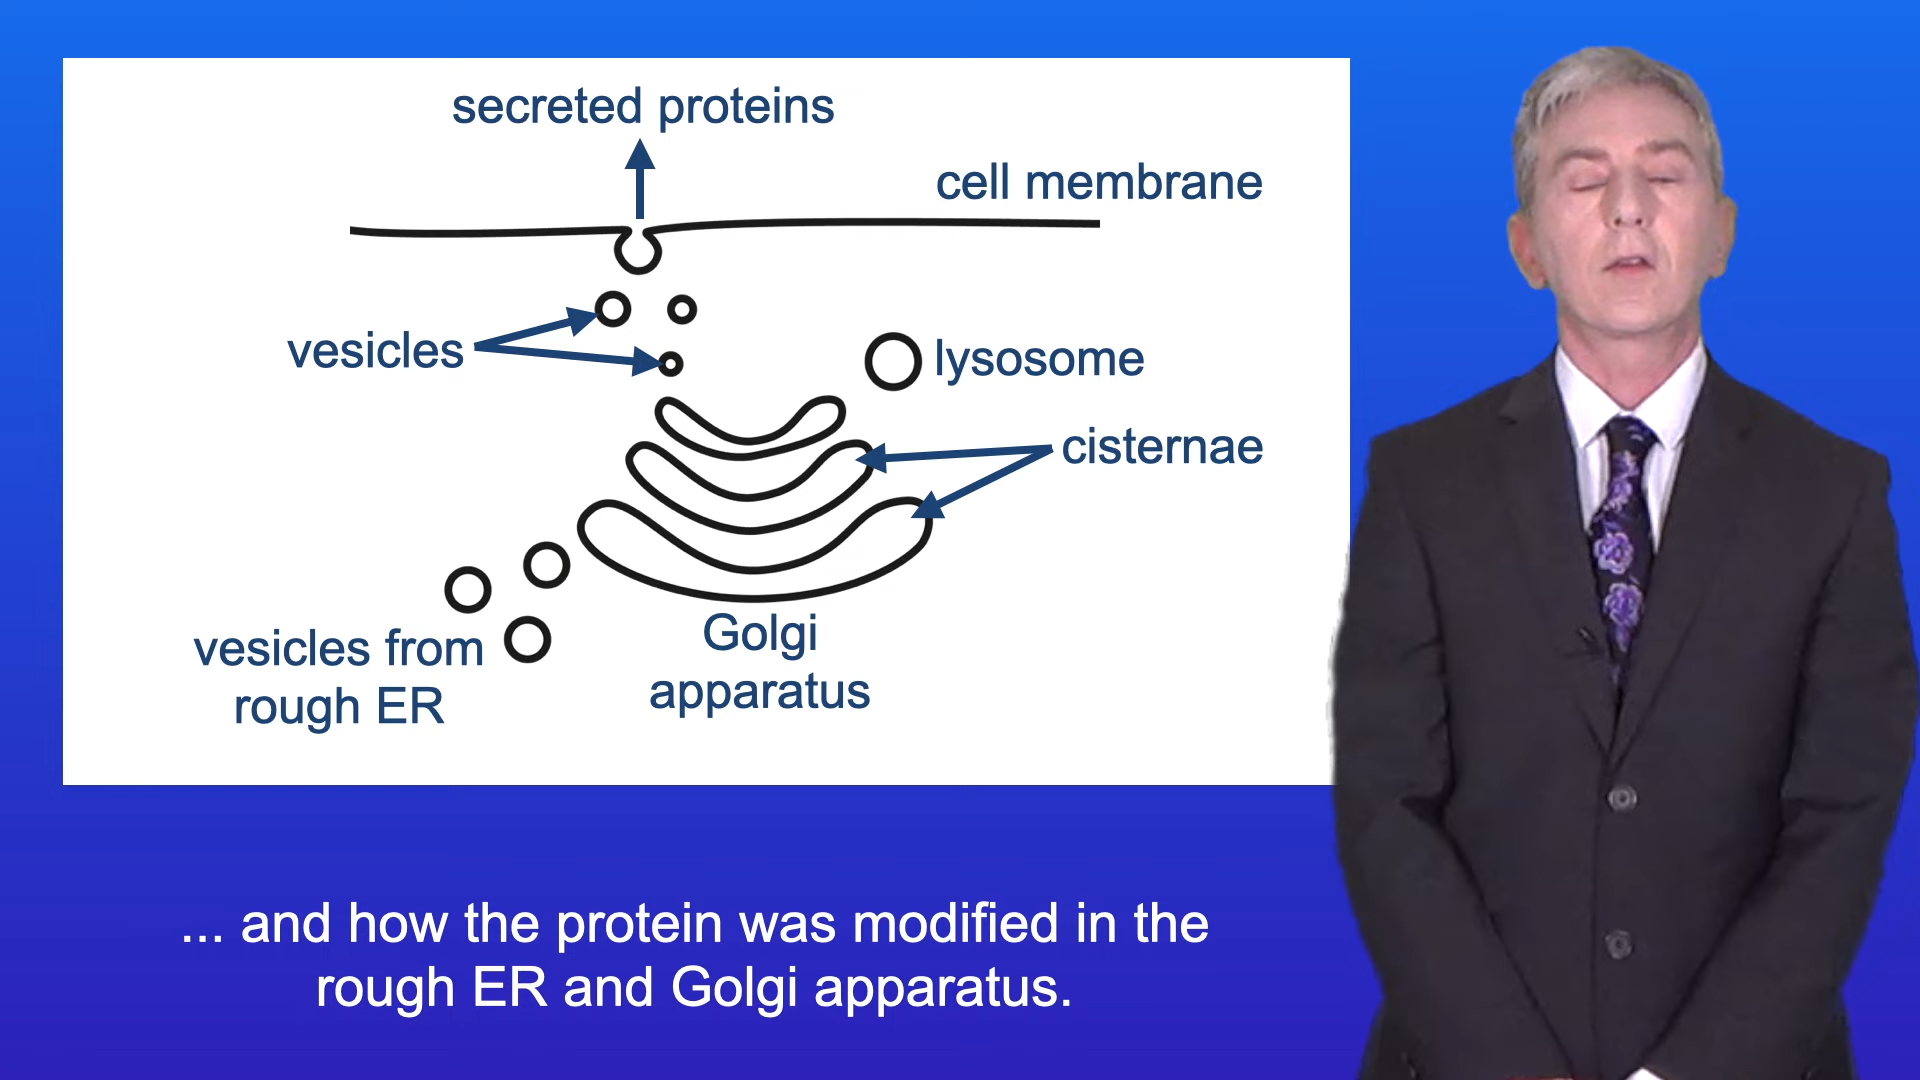 secreted proteins
cell membrane
vesicles
lysosome
cisternae
vesicles from
rough ER
Golgi
apparatus
... and how the protein was modified in the
rough ER and Golgi apparatus.